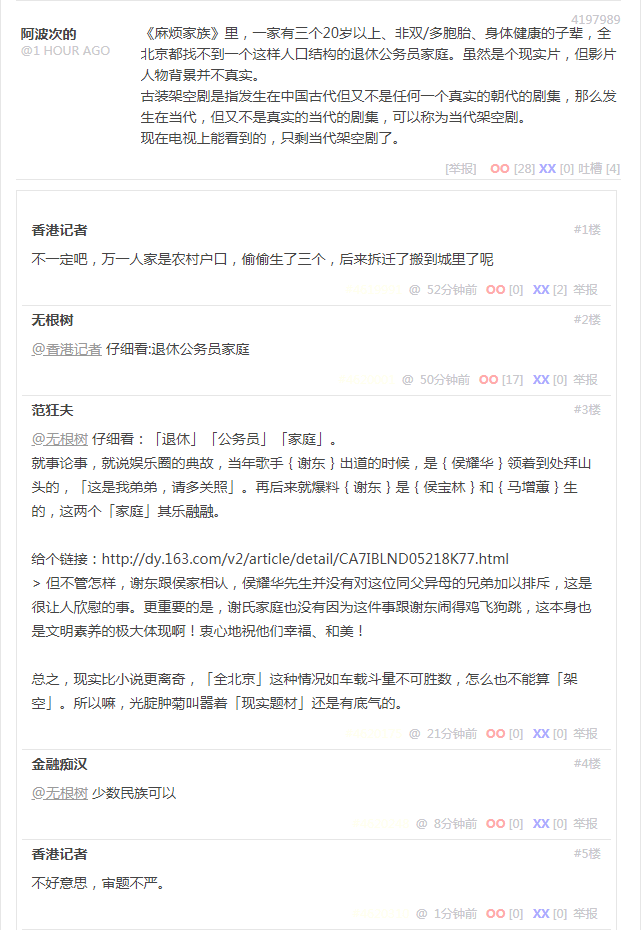 4197989
阿波次的
@1 HOUR AGO
《麻烦家族》里，一家有三个20岁以上、非双/多胞胎、身体健康的子辈，全
北京都找不到一个这样人口结构的退休公务员家庭。虽然是个现实片，但影片
人物背景并不真实。
古装架空剧是指发生在中国古代但又不是任何一个真实的朝代的剧集，那么发
生在当代，但又不是真实的当代的剧集，可以称为当代架空剧。
现在电视上能看到的，只剩当代架空剧了。
[举报] OO [28] XX [0] 吐槽 [4]
香港记者 #1楼
不一定吧，万一人家是农村户口，偷偷生了三个，后来拆迁了搬到城里了呢
@ 52分钟前 OO [0] XX [2] 举报
无根树 #2楼
@香港记者 仔细看:退休公务员家庭
@ 50分钟前 OO [17] XX [0] 举报
范狂夫 #3楼
@无根树 仔细看：「退休」「公务员」「家庭」。
就事论事，就说娱乐圈的典故，当年歌手｛谢东｝出道的时候，是｛侯耀华｝领着到处拜山
头的，「这是我弟弟，请多关照」。再后来就爆料｛谢东｝是｛侯宝林｝和｛马增蕙｝生
的，这两个「家庭」其乐融融。
给个链接：http://dy.163.com/v2/article/detail/CA7IBLND05218K77.html
> 但不管怎样，谢东跟侯家相认，侯耀华先生并没有对这位同父异母的兄弟加以排斥，这是
很让人欣慰的事。更重要的是，谢氏家庭也没有因为这件事跟谢东闹得鸡飞狗跳，这本身也
是文明素养的极大体现啊！衷心地祝他们幸福、和美！
总之，现实比小说更离奇，「全北京」这种情况如车载斗量不可胜数，怎么也不能算「架
空」。所以嘛，光腚肿菊叫嚣着「现实题材」还是有底气的。
@ 21分钟前 OO [0] XX [0] 举报
金融痴汉 #4楼
@无根树 少数民族可以
@ 8分钟前 OO [0] XX [0] 举报
香港记者 #5楼
不好意思，审题不严。
@ 1分钟前 OO [0] XX [0] 举报